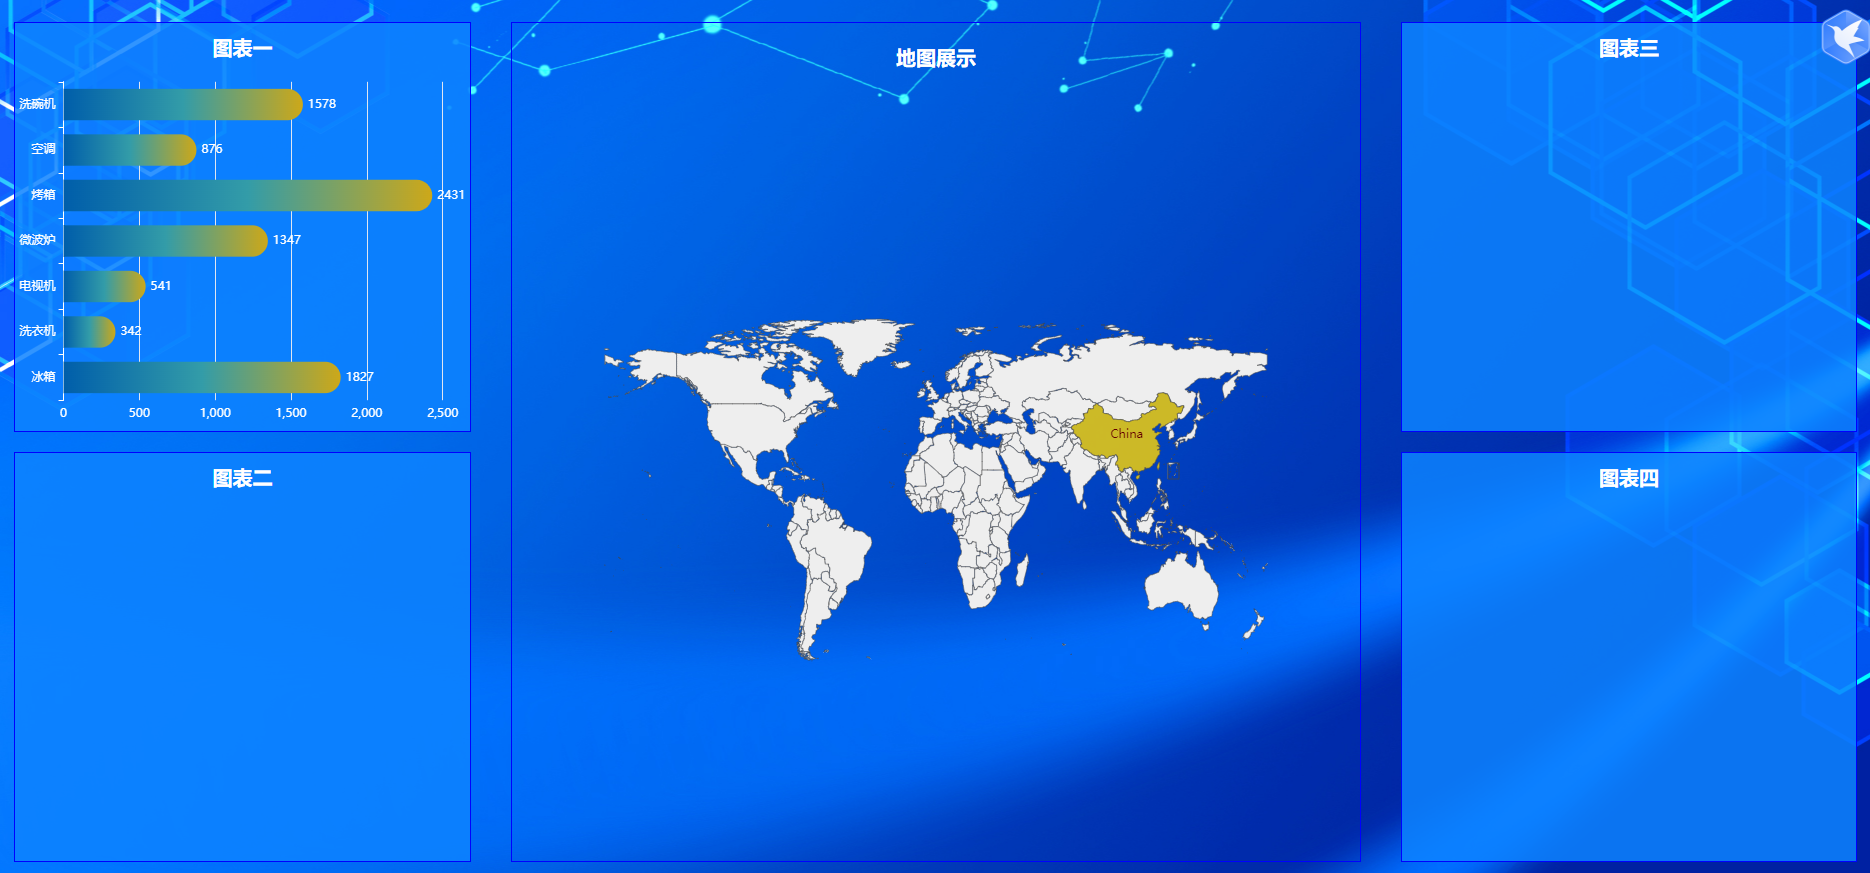 图表一
洗碗机 1578
空调 876
烤箱 2431
微波炉 1347
电视机 541
洗衣机 342
冰箱 1827
0 500 1,000 1,500 2,000 2,500
图表二
地图展示
China
图表三
图表四